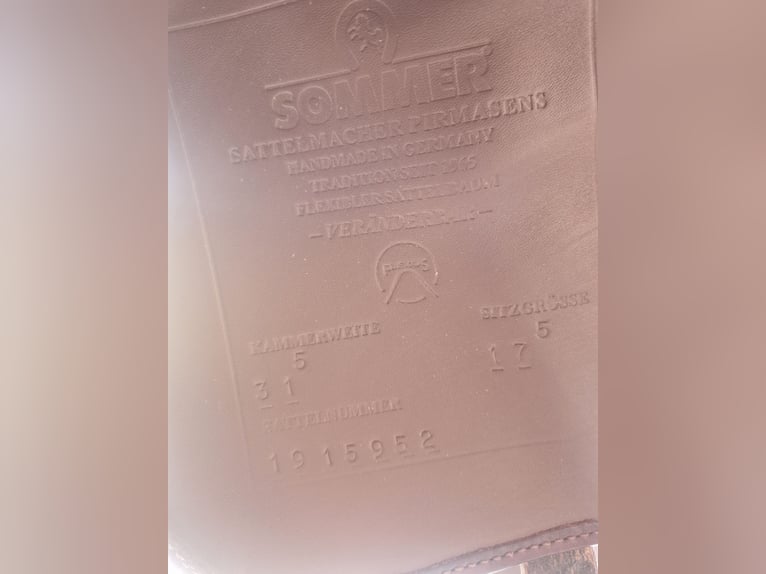 SOMMER®
SATTELMACHER PIRMASENS
HANDMADE IN GERMANY
TRADITION SEIT 1965
FLEXIBLER SATTELBAUM
–VERÄNDERBAR–
KAMMERWEITE
31 5
SITZGRÖSSE
17 5
SATTELNUMMER
1915952